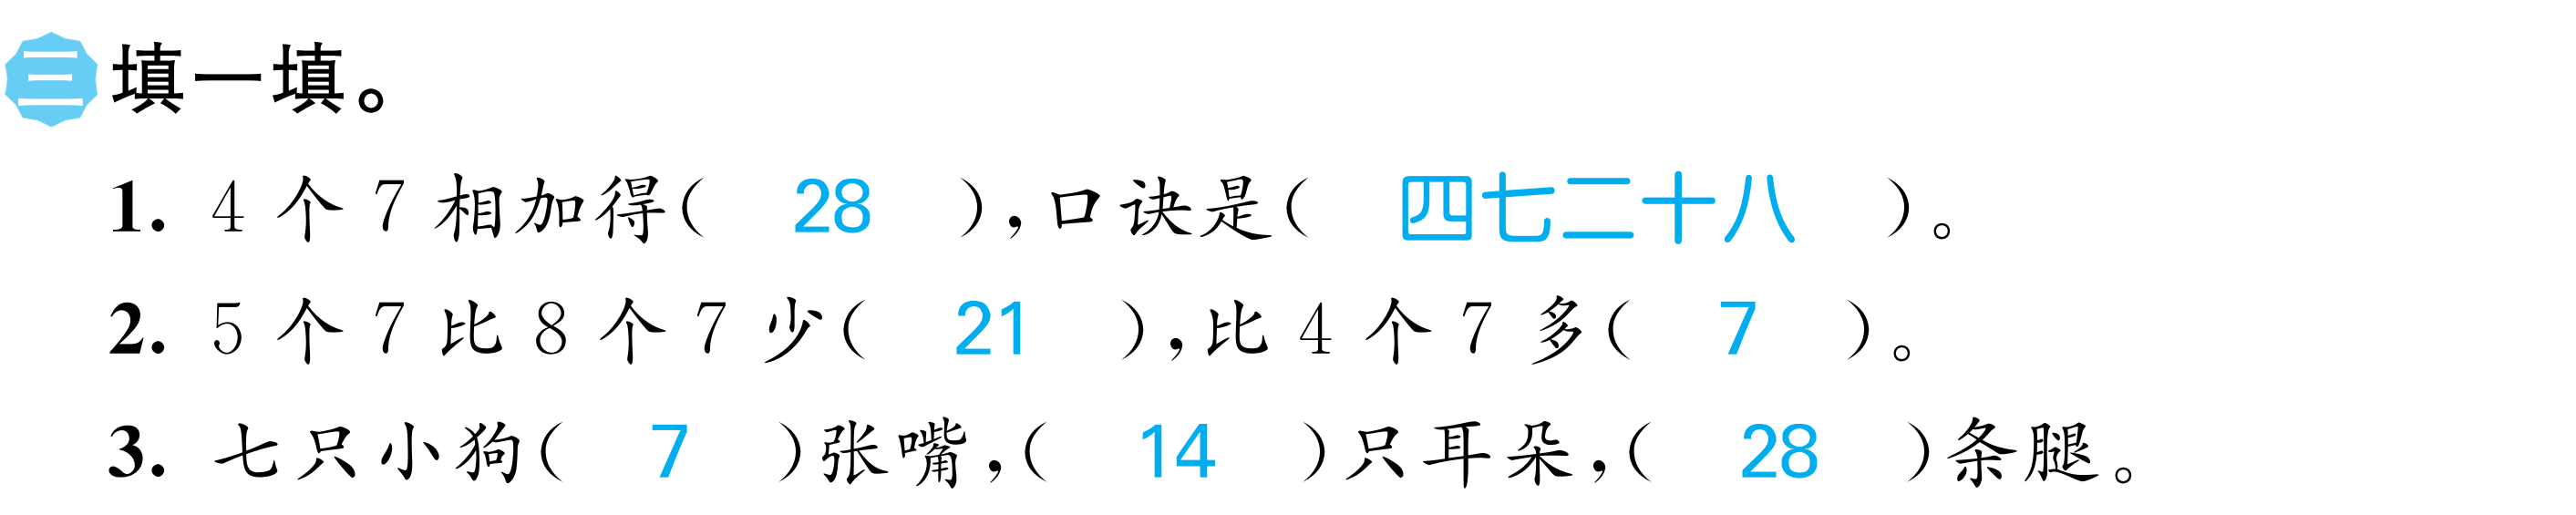 三 填一填。
1. 4 个 7 相加得( 28 ),口诀是( 四七二十八 )。
2. 5 个 7 比 8 个 7 少( 21 ),比 4 个 7 多( 7 )。
3. 七只小狗( 7 )张嘴,( 14 )只耳朵,( 28 )条腿。